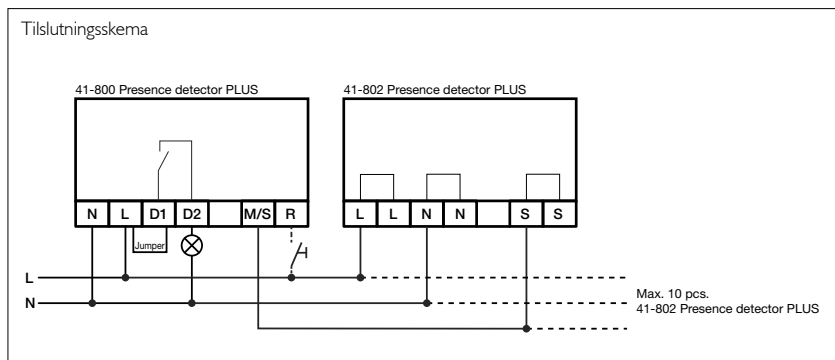 Tilslutningsskema
41-800 Presence detector PLUS
41-802 Presence detector PLUS
N L D1 D2 M/S R
L L N N S S
Jumper
L
N
Max. 10 pcs.
41-802 Presence detector PLUS